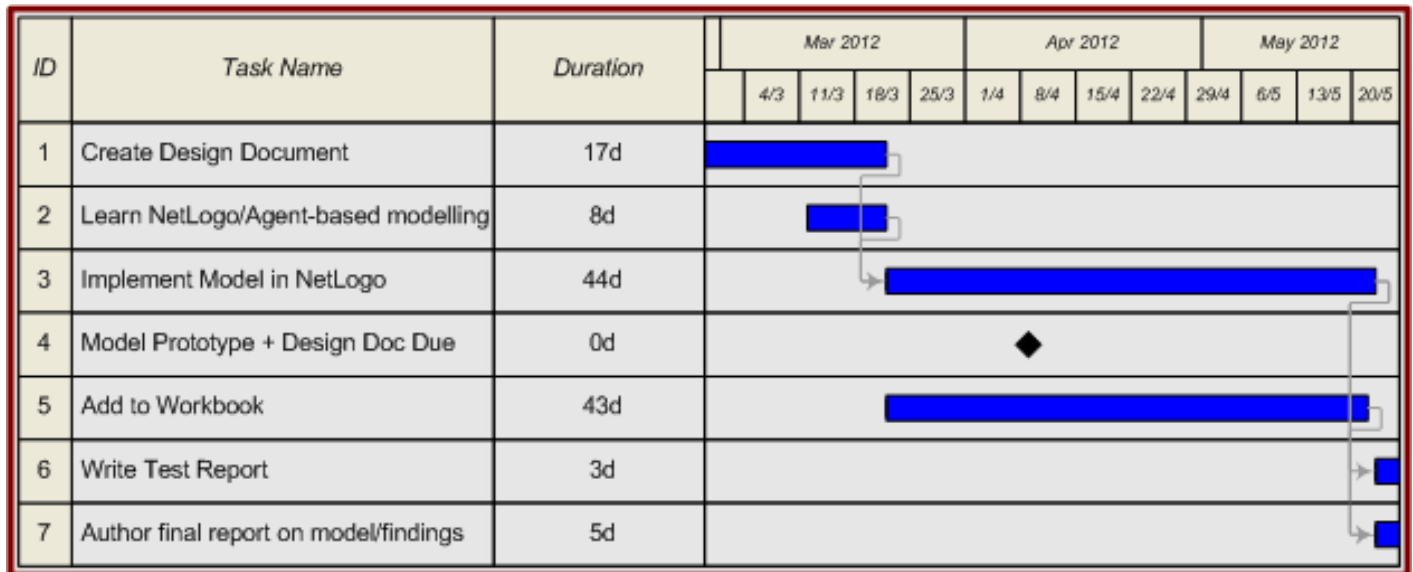 ID Task Name Duration Mar 2012 Apr 2012 May 2012
4/3 11/3 18/3 25/3 1/4 8/4 15/4 22/4 29/4 6/5 13/5 20/5
1 Create Design Document 17d
2 Learn NetLogo/Agent-based modelling 8d
3 Implement Model in NetLogo 44d
4 Model Prototype + Design Doc Due 0d
5 Add to Workbook 43d
6 Write Test Report 3d
7 Author final report on model/findings 5d